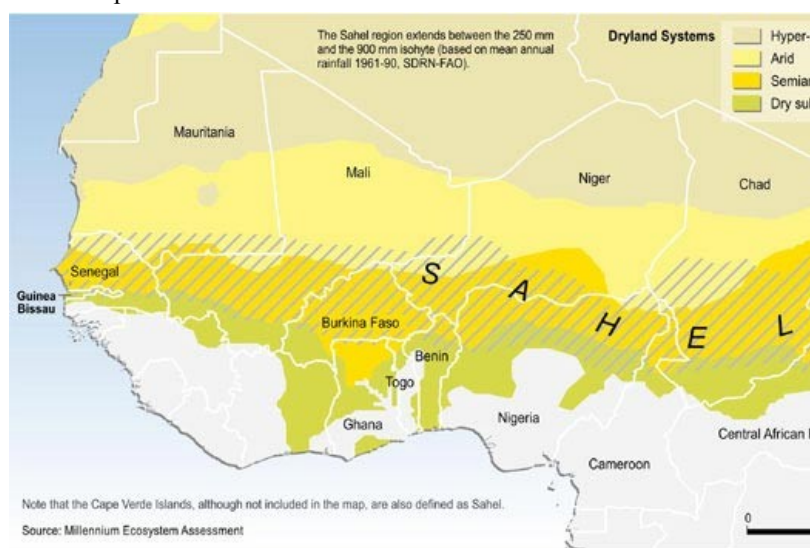 The Sahel region extends between the 250 mm
and the 900 mm isohyte (based on mean annual
rainfall 1961-90, SDRN-FAO).
Dryland Systems
Hyper-
Arid
Semiar
Dry sul
Mauritania
Mali
Niger
Chad
Senegal
Guinea
Bissau
SAHEL
Burkina Faso
Benin
Togo
Ghana
Nigeria
Cameroon
Central African
Note that the Cape Verde Islands, although not included in the map, are also defined as Sahel.
Source: Millennium Ecosystem Assessment
0